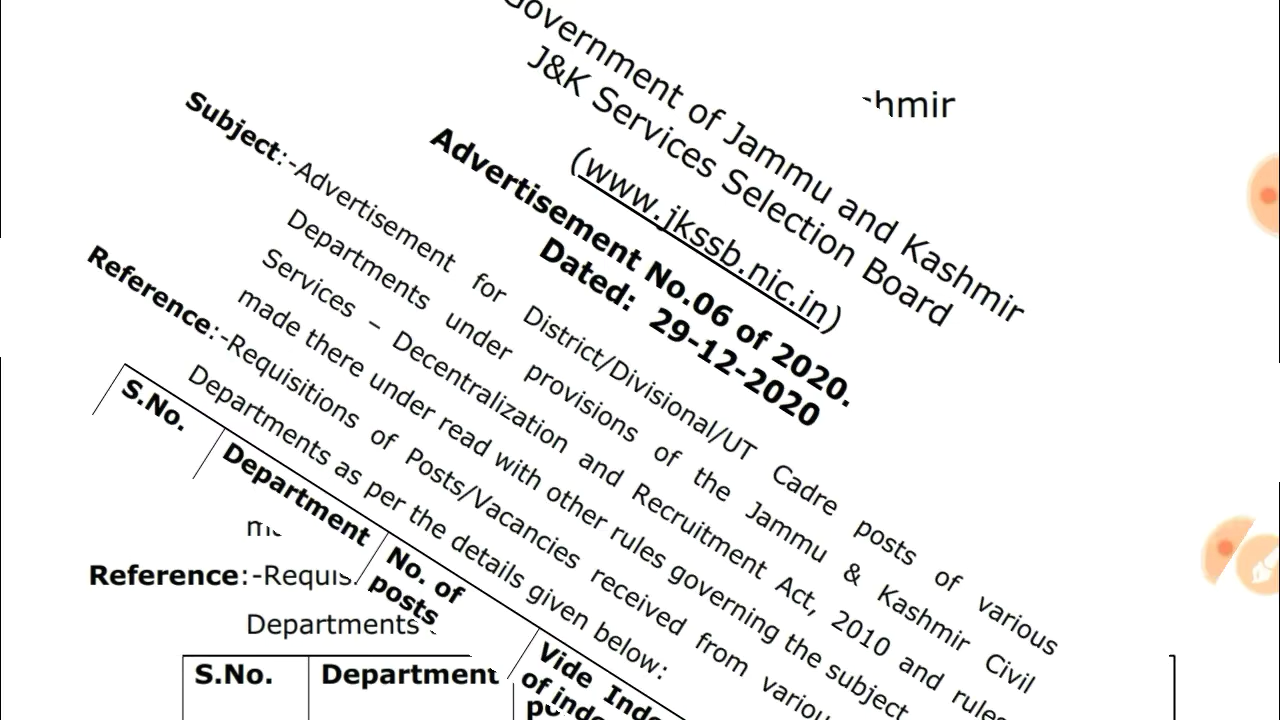 Government of Jammu and Kashmir
J&K Services Selection Board
(www.jkssb.nic.in)
Advertisement No.06 of 2020.
Dated: 29-12-2020
Subject:-Advertisement for District/Divisional/UT Cadre posts of various
Departments under provisions of the Jammu & Kashmir Civil
Services – Decentralization and Recruitment Act, 2010 and rules
made there under read with other rules governing the subject
Reference:-Requisitions of Posts/Vacancies received from various
Departments as per the details given below:
S.No. Department No. of posts Vide of
hmir
Reference:-Requis
Departments
S.No. Department